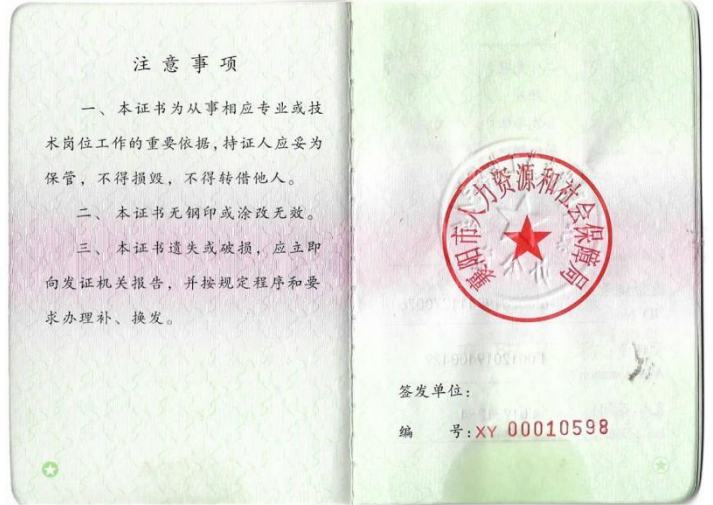 注意事项
一、本证书为从事相应专业或技
术岗位工作的重要依据,持证人应妥为
保管，不得损毁，不得转借他人。
二、本证书无钢印或涂改无效。
三、本证书遗失或破损，应立即
向发证机关报告，并按规定程序和要
求办理补、换发。
襄阳市人力资源和社会保障局
签发单位:
编 号:XY 00010598